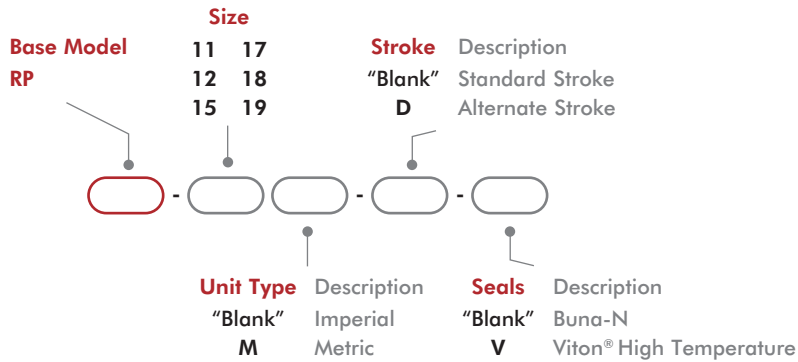 Size
Base Model 11 17 Stroke Description
RP 12 18 "Blank" Standard Stroke
15 19 D Alternate Stroke
- - -
Unit Type Description Seals Description
"Blank" Imperial "Blank" Buna-N
M Metric V Viton® High Temperature